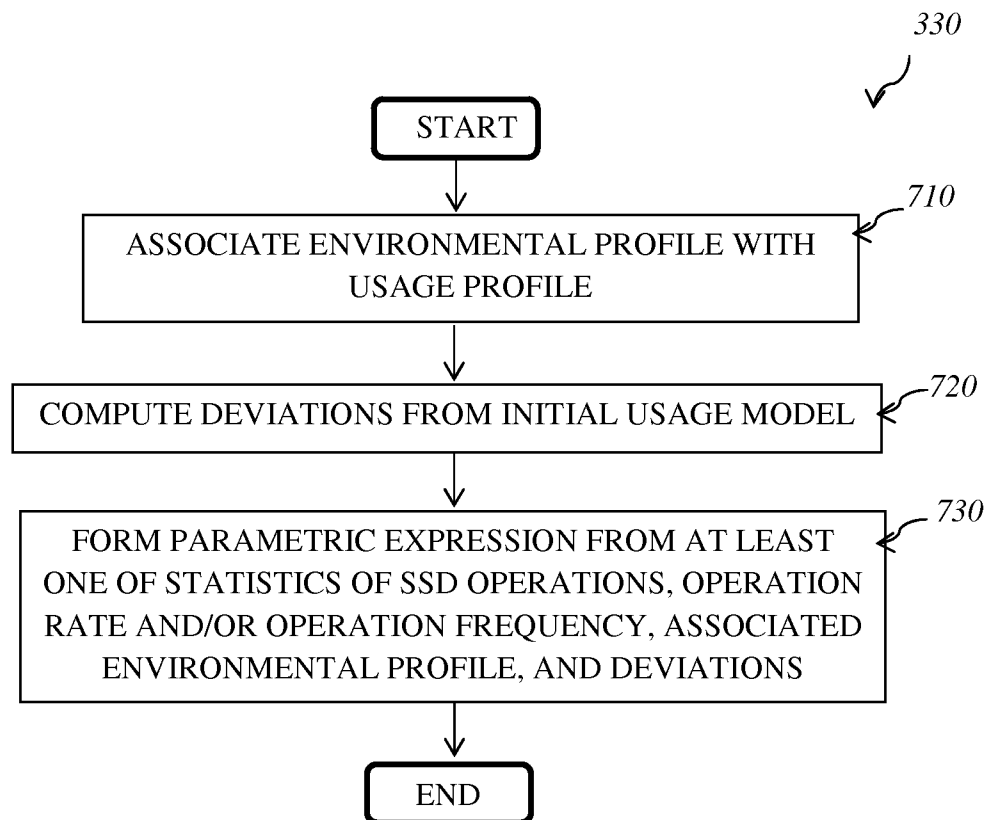 330
START
710
ASSOCIATE ENVIRONMENTAL PROFILE WITH
USAGE PROFILE
720
COMPUTE DEVIATIONS FROM INITIAL USAGE MODEL
730
FORM PARAMETRIC EXPRESSION FROM AT LEAST
ONE OF STATISTICS OF SSD OPERATIONS, OPERATION
RATE AND/OR OPERATION FREQUENCY, ASSOCIATED
ENVIRONMENTAL PROFILE, AND DEVIATIONS
END